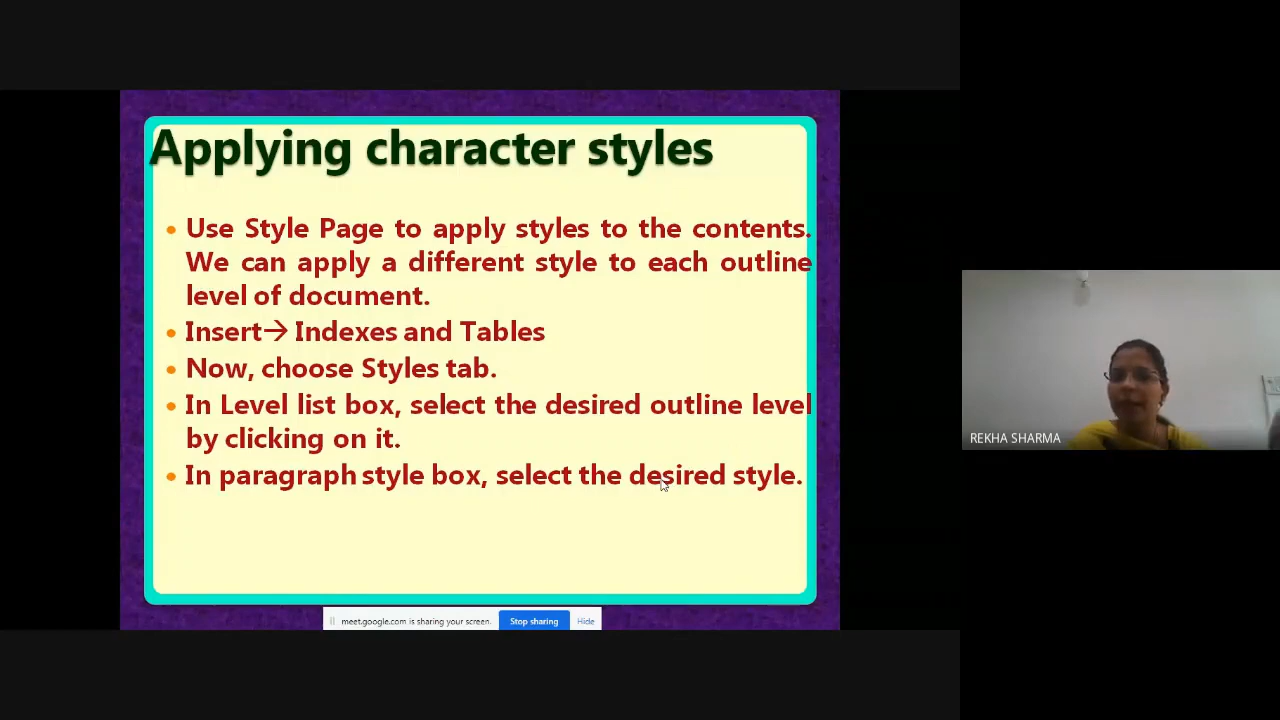 Applying character styles
• Use Style Page to apply styles to the contents.
We can apply a different style to each outline
level of document.
• Insert→ Indexes and Tables
• Now, choose Styles tab.
• In Level list box, select the desired outline level
by clicking on it.
• In paragraph style box, select the desired style.
meet.google.com is sharing your screen. Stop sharing Hide
REKHA SHARMA